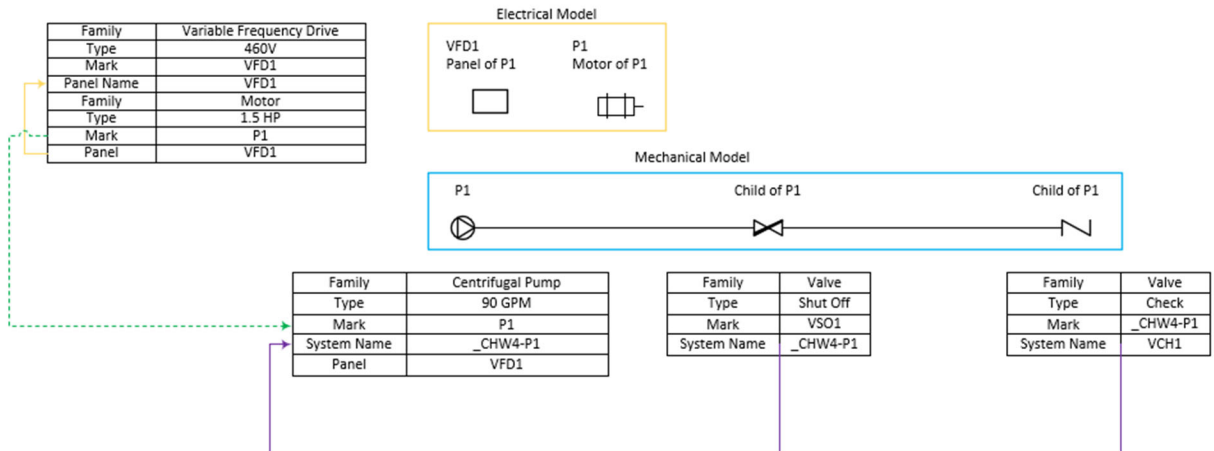 Electrical Model
Family Variable Frequency Drive
Type 460V
Mark VFD1
Panel Name VFD1
Family Motor
Type 1.5 HP
Mark P1
Panel VFD1
VFD1 P1
Panel of P1 Motor of P1
Mechanical Model
P1 Child of P1 Child of P1
Family Centrifugal Pump
Type 90 GPM
Mark P1
System Name _CHW4-P1
Panel VFD1
Family Valve
Type Shut Off
Mark VSO1
System Name _CHW4-P1
Family Valve
Type Check
Mark _CHW4-P1
System Name VCH1